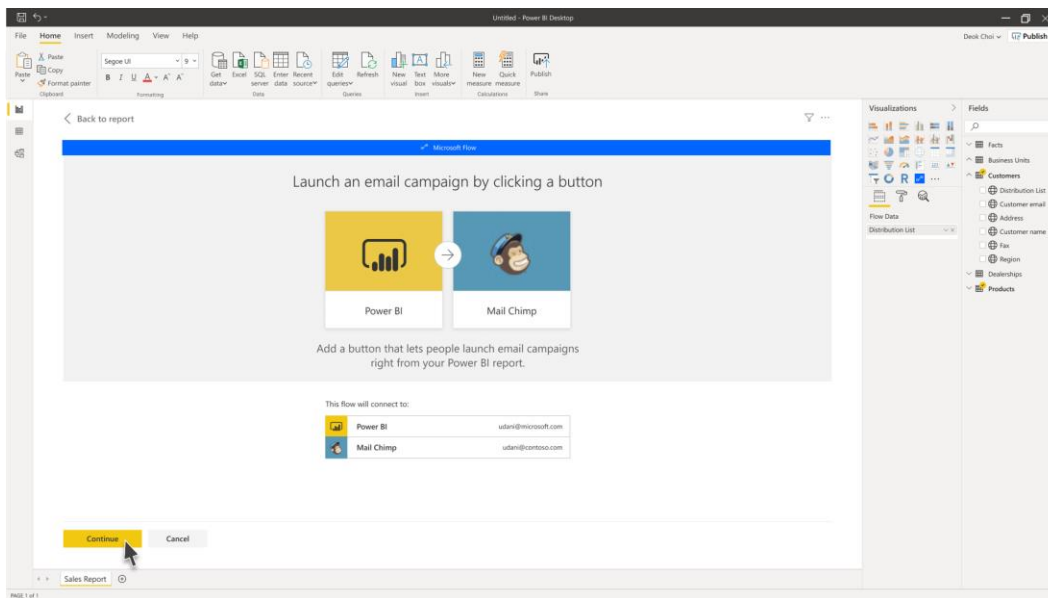 Untitled - Power BI Desktop
File Home Insert Modeling View Help
Deok Choi
Publish
Paste
Paste
Copy
Format painter
Clipboard
Segoe UI 9
B I U A A A
Formatting
Get data
Excel
SQL server
Enter data
Recent source
Data
Edit queries
Refresh
Queries
New visual
Text box
More visuals
Insert
New measure
Quick measure
Calculations
Publish
Share
Back to report
Microsoft Flow
Launch an email campaign by clicking a button
Power BI
Mail Chimp
Add a button that lets people launch email campaigns
right from your Power BI report.
This flow will connect to:
Power BI udani@microsoft.com
Mail Chimp udani@contoso.com
Continue
Cancel
Sales Report
PAGE 1 of 1
Visualizations
R
Flow Data
Distribution List
Fields
Facts
Business Units
Customers
Distribution List
Customer email
Address
Customer name
Fax
Region
Dealerships
Products